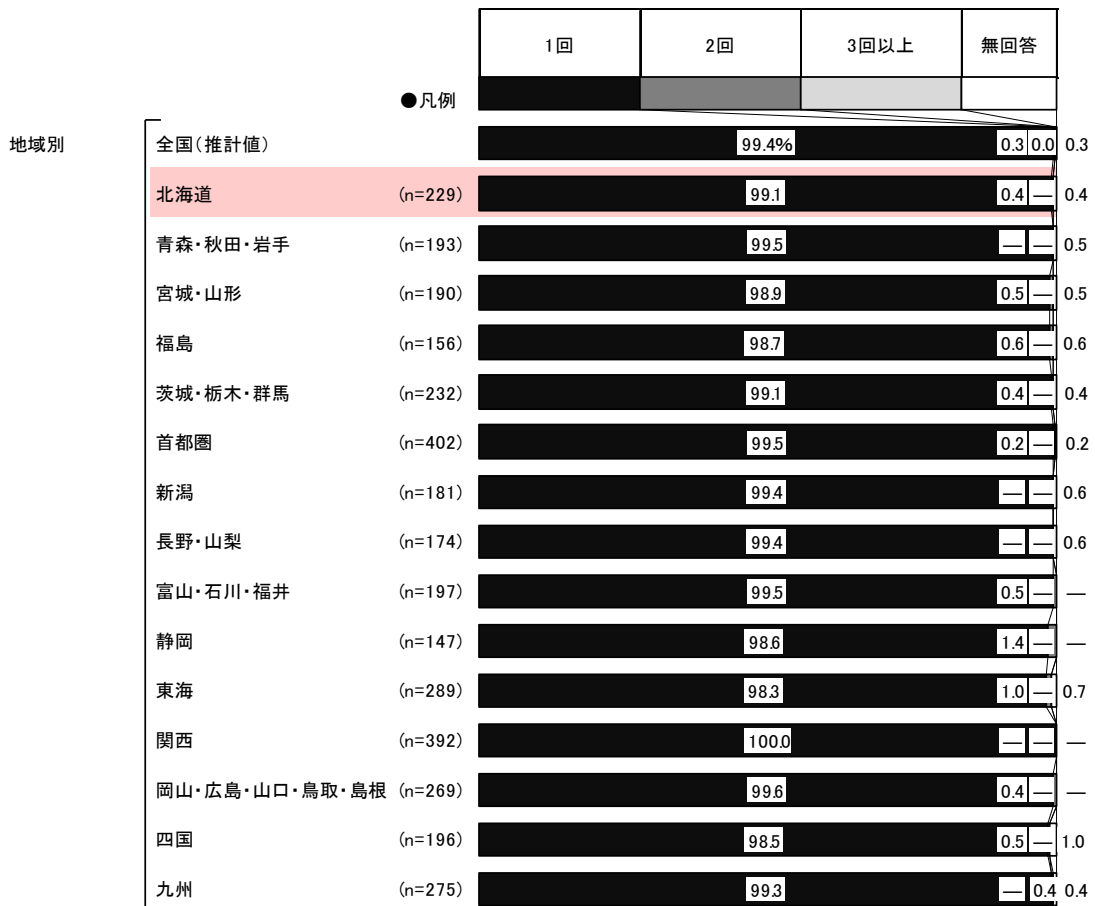 1回 2回 3回以上 無回答
●凡例
地域別 全国(推計値) 99.4% 0.3 0.0 0.3
北海道 (n=229) 99.1 0.4 — 0.4
青森・秋田・岩手 (n=193) 99.5 — — 0.5
宮城・山形 (n=190) 98.9 0.5 — 0.5
福島 (n=156) 98.7 0.6 — 0.6
茨城・栃木・群馬 (n=232) 99.1 0.4 — 0.4
首都圏 (n=402) 99.5 0.2 — 0.2
新潟 (n=181) 99.4 — — 0.6
長野・山梨 (n=174) 99.4 — — 0.6
富山・石川・福井 (n=197) 99.5 0.5 — —
静岡 (n=147) 98.6 1.4 — —
東海 (n=289) 98.3 1.0 — 0.7
関西 (n=392) 100.0 — — —
岡山・広島・山口・鳥取・島根 (n=269) 99.6 0.4 — —
四国 (n=196) 98.5 0.5 — 1.0
九州 (n=275) 99.3 — 0.4 0.4